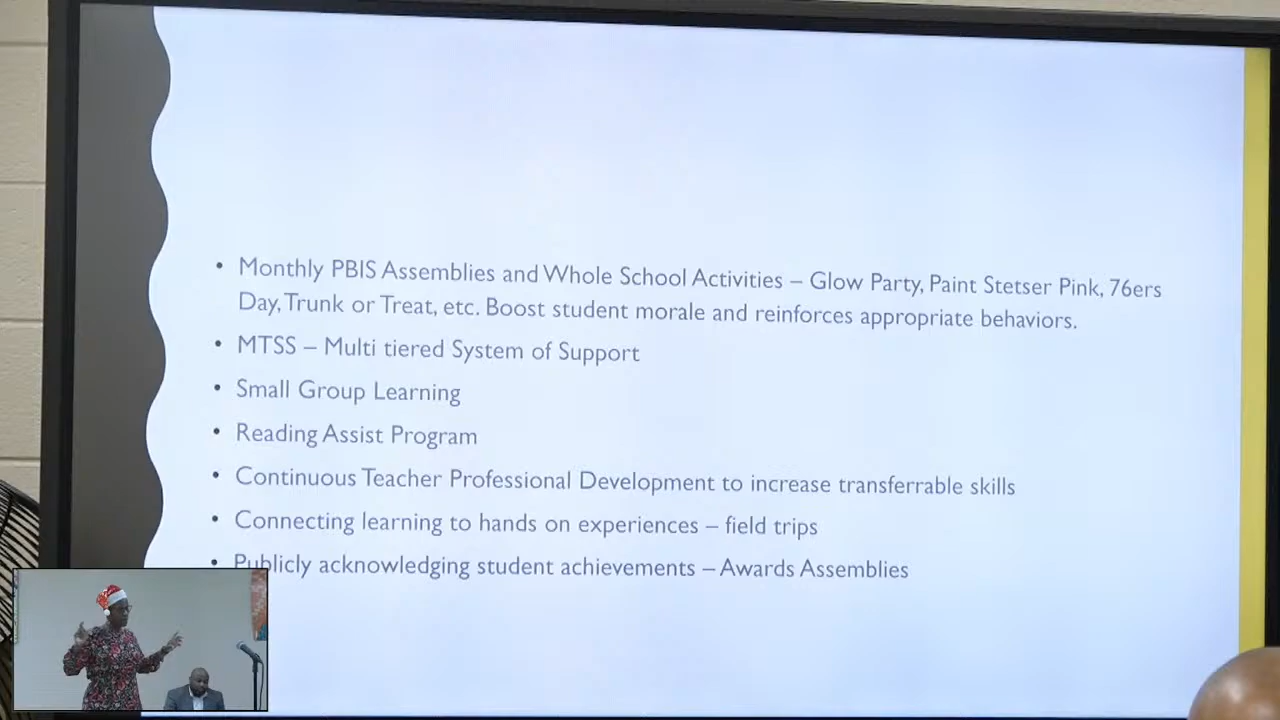 • Monthly PBIS Assemblies and Whole School Activities – Glow Party, Paint Stetser Pink, 76ers
Day, Trunk or Treat, etc. Boost student morale and reinforces appropriate behaviors.
• MTSS – Multi tiered System of Support
• Small Group Learning
• Reading Assist Program
• Continuous Teacher Professional Development to increase transferrable skills
• Connecting learning to hands on experiences – field trips
• Publicly acknowledging student achievements – Awards Assemblies